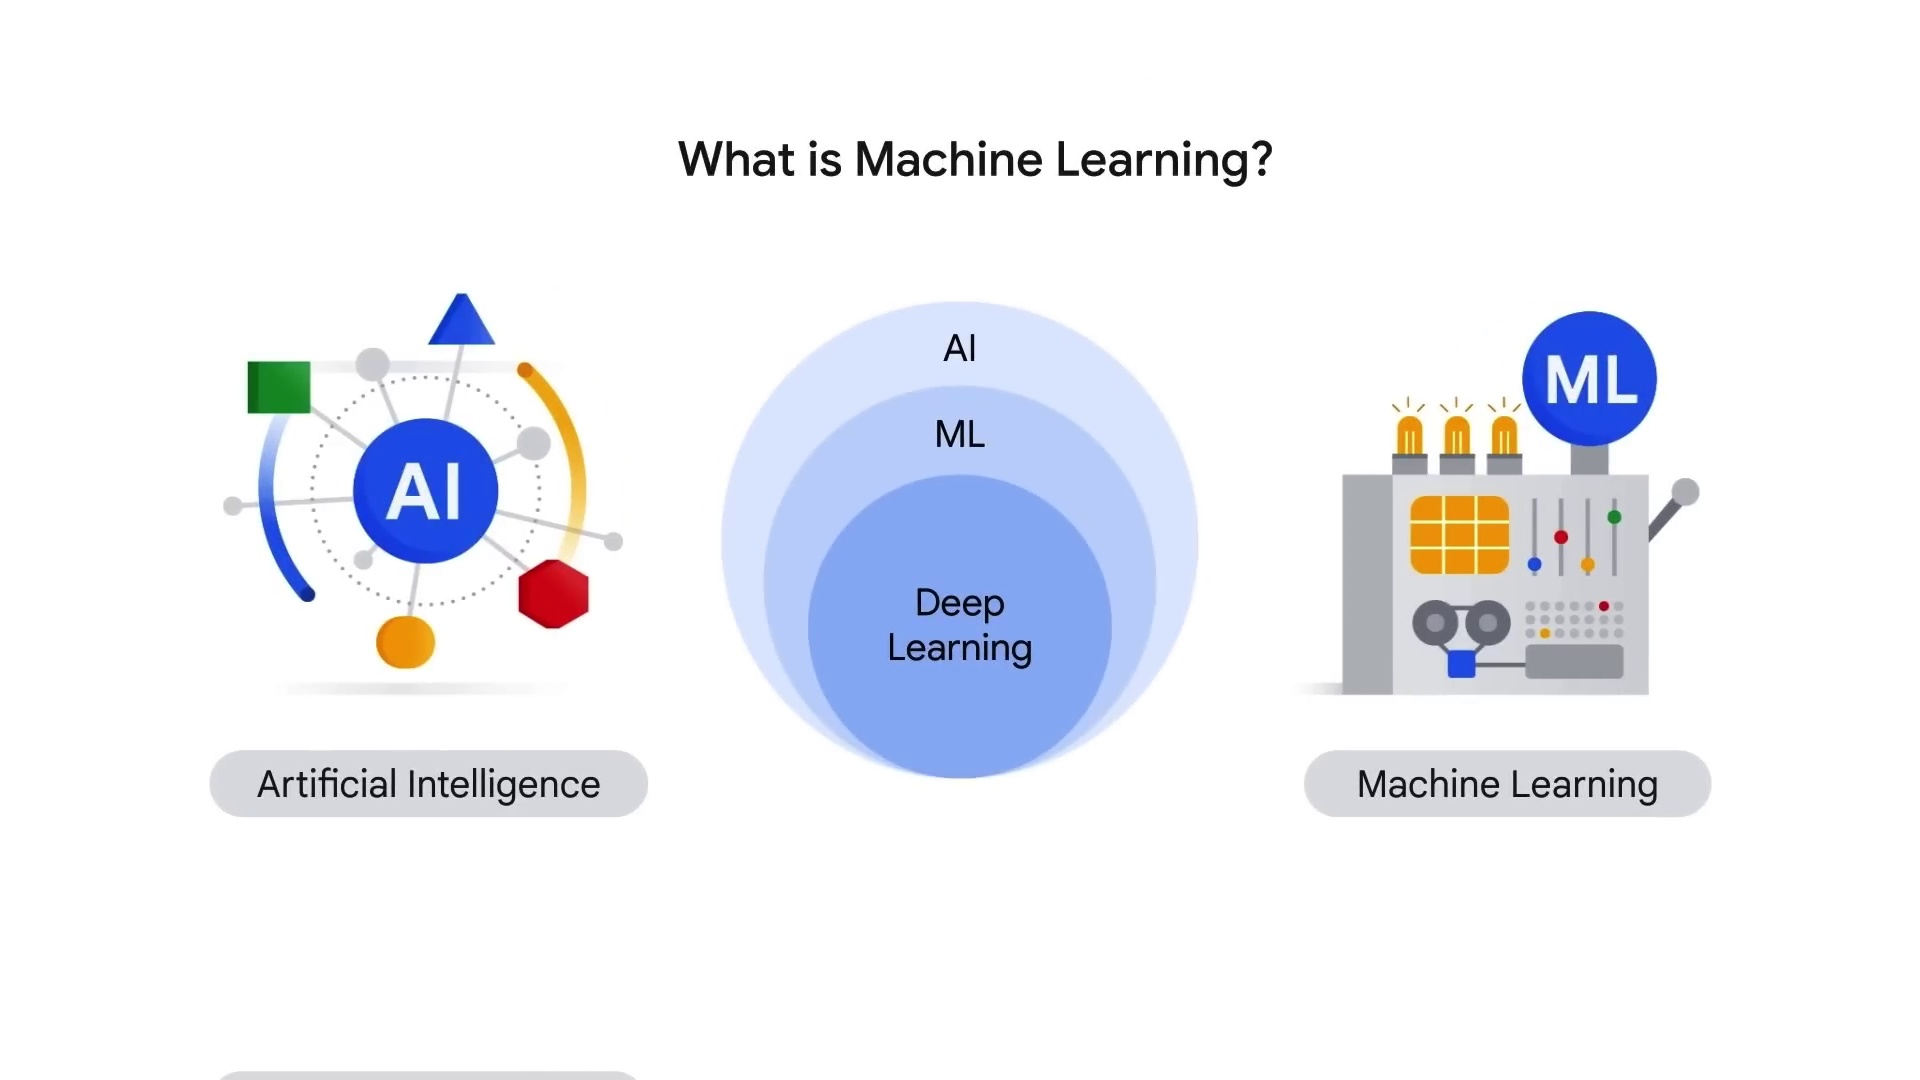 What is Machine Learning?
AI
Artificial Intelligence
AI
ML
Deep
Learning
ML
Machine Learning